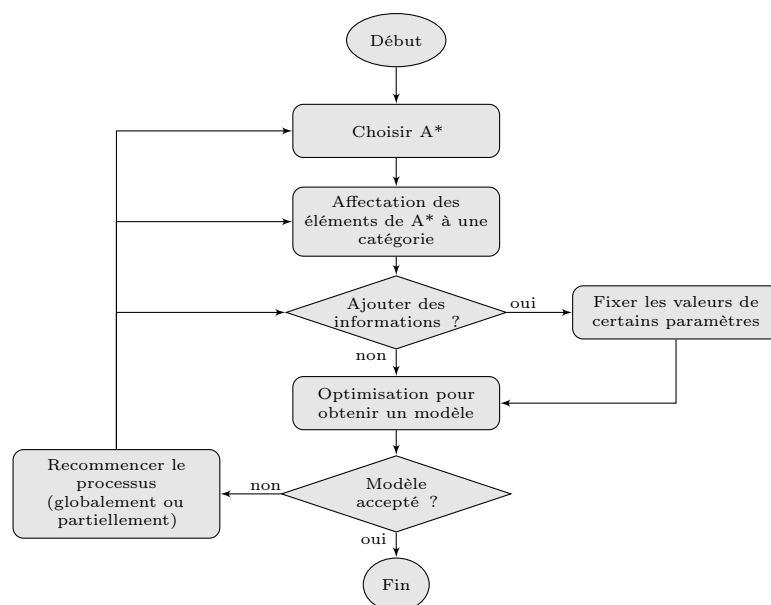 Début
Choisir A*
Affectation des
éléments de A* à une
catégorie
Ajouter des
informations ?
oui
Fixer les valeurs de
certains paramètres
non
Optimisation pour
obtenir un modèle
Recommencer le
processus
(globalement ou
partiellement)
non
Modèle
accepté ?
oui
Fin